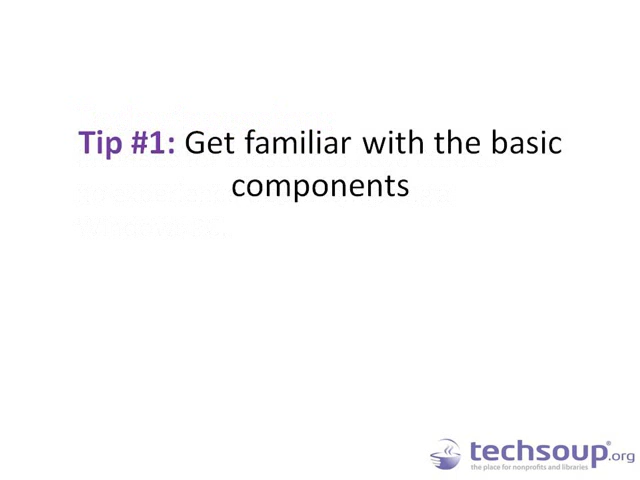 Tip #1: Get familiar with the basic
components
techsoup®.org
the place for nonprofits and libraries